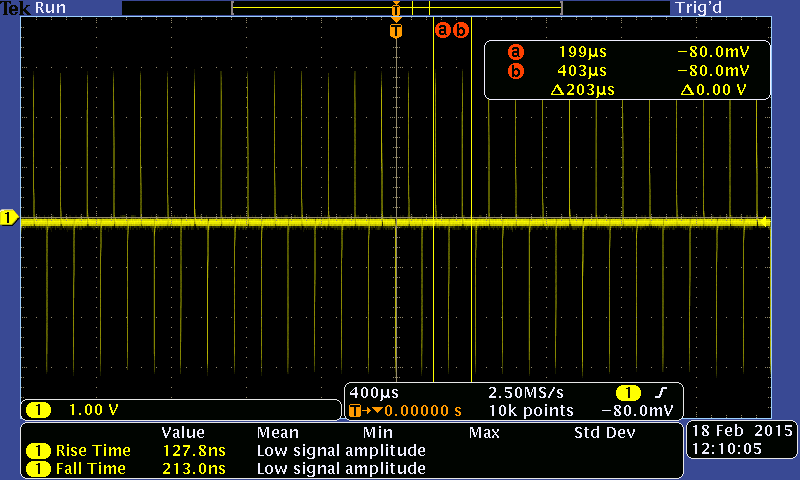 Tek Run Trig'd
T
T a b
a 199µs −80.0mV
b 403µs −80.0mV
Δ203µs Δ0.00 V
1
400µs 2.50MS/s 1
1 1.00 V T→▼0.00000 s 10k points −80.0mV
Value Mean Min Max Std Dev
1 Rise Time 127.8ns Low signal amplitude
1 Fall Time 213.0ns Low signal amplitude
18 Feb 2015
12:10:05